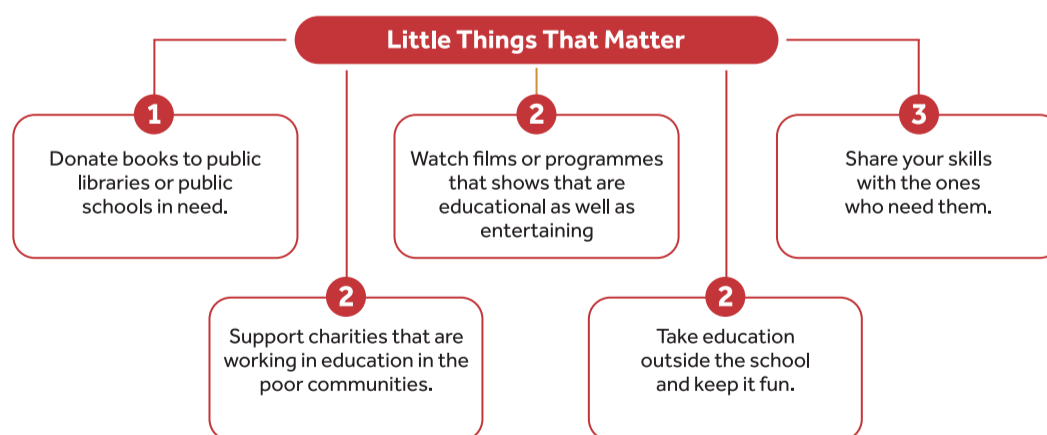 Little Things That Matter
1
Donate books to public
libraries or public
schools in need.
2
Support charities that are
working in education in the
poor communities.
2
Watch films or programmes
that shows that are
educational as well as
entertaining
2
Take education
outside the school
and keep it fun.
3
Share your skills
with the ones
who need them.